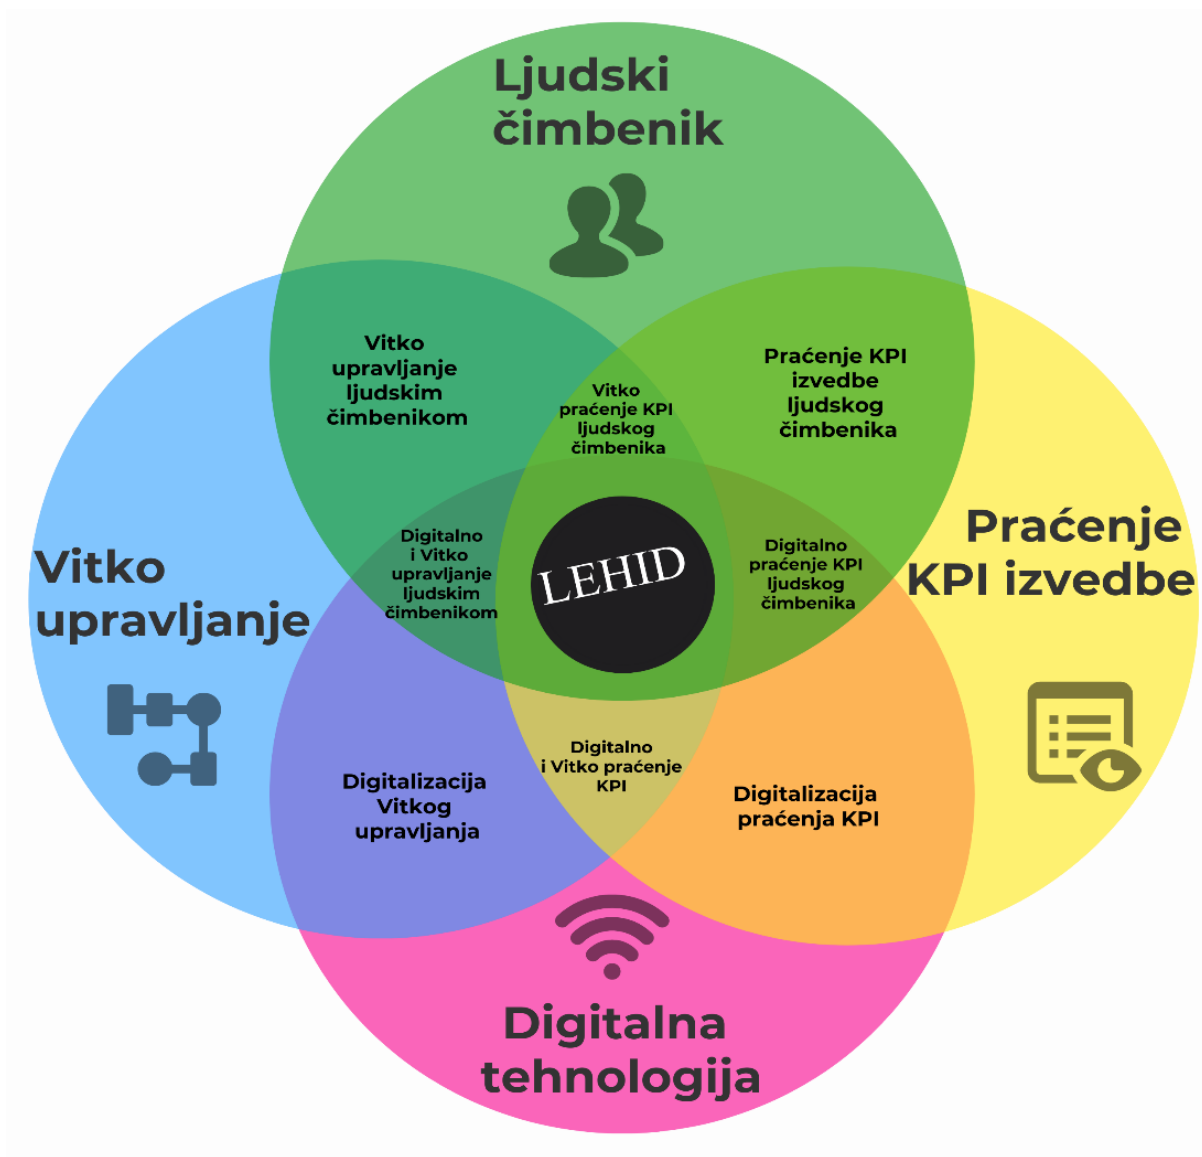 Ljudski
čimbenik
Vitko
upravljanje
ljudskim
čimbenikom
Vitko
praćenje KPI
ljudskog
čimbenika
Praćenje KPI
izvedbe
ljudskog
čimbenika
Vitko
upravljanje
Digitalno
i Vitko
upravljanje
ljudskim
čimbenikom
LEHID
Digitalno
praćenje KPI
ljudskog
čimbenika
Praćenje
KPI izvedbe
Digitalizacija
Vitkog
upravljanja
Digitalno
i Vitko praćenje
KPI
Digitalizacija
praćenja KPI
Digitalna
tehnologija